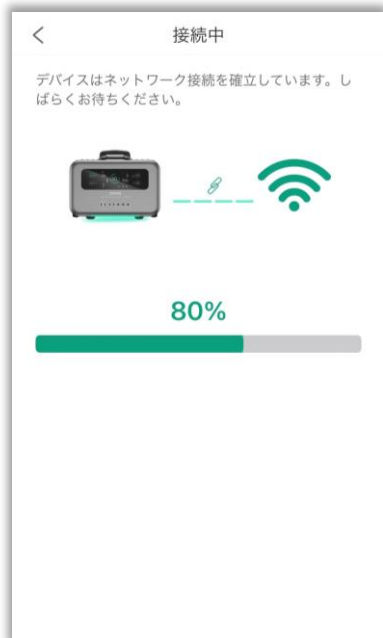 接続中
デバイスはネットワーク接続を確立しています。し
ばらくお待ちください。
80%